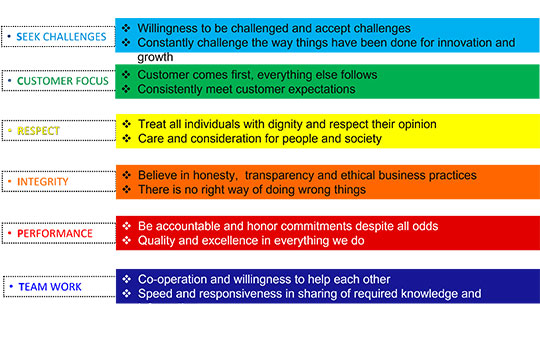 • SEEK CHALLENGES
❖ Willingness to be challenged and accept challenges
❖ Constantly challenge the way things have been done for innovation and
growth
• CUSTOMER FOCUS
❖ Customer comes first, everything else follows
❖ Consistently meet customer expectations
• RESPECT
❖ Treat all individuals with dignity and respect their opinion
❖ Care and consideration for people and society
• INTEGRITY
❖ Believe in honesty, transparency and ethical business practices
❖ There is no right way of doing wrong things
• PERFORMANCE
❖ Be accountable and honor commitments despite all odds
❖ Quality and excellence in everything we do
• TEAM WORK
❖ Co-operation and willingness to help each other
❖ Speed and responsiveness in sharing of required knowledge and